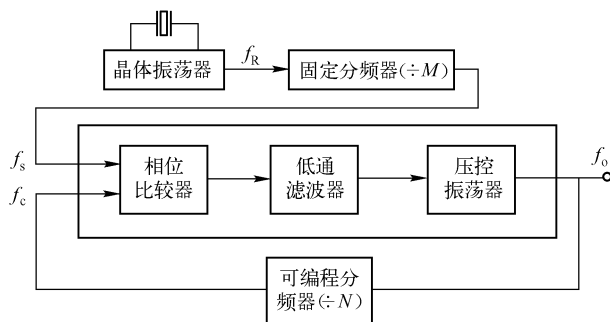 晶体振荡器
f_R
固定分频器(÷M)
f_s
f_c
相位
比较器
低通
滤波器
压控
振荡器
f_o
可编程分
频器(÷N)